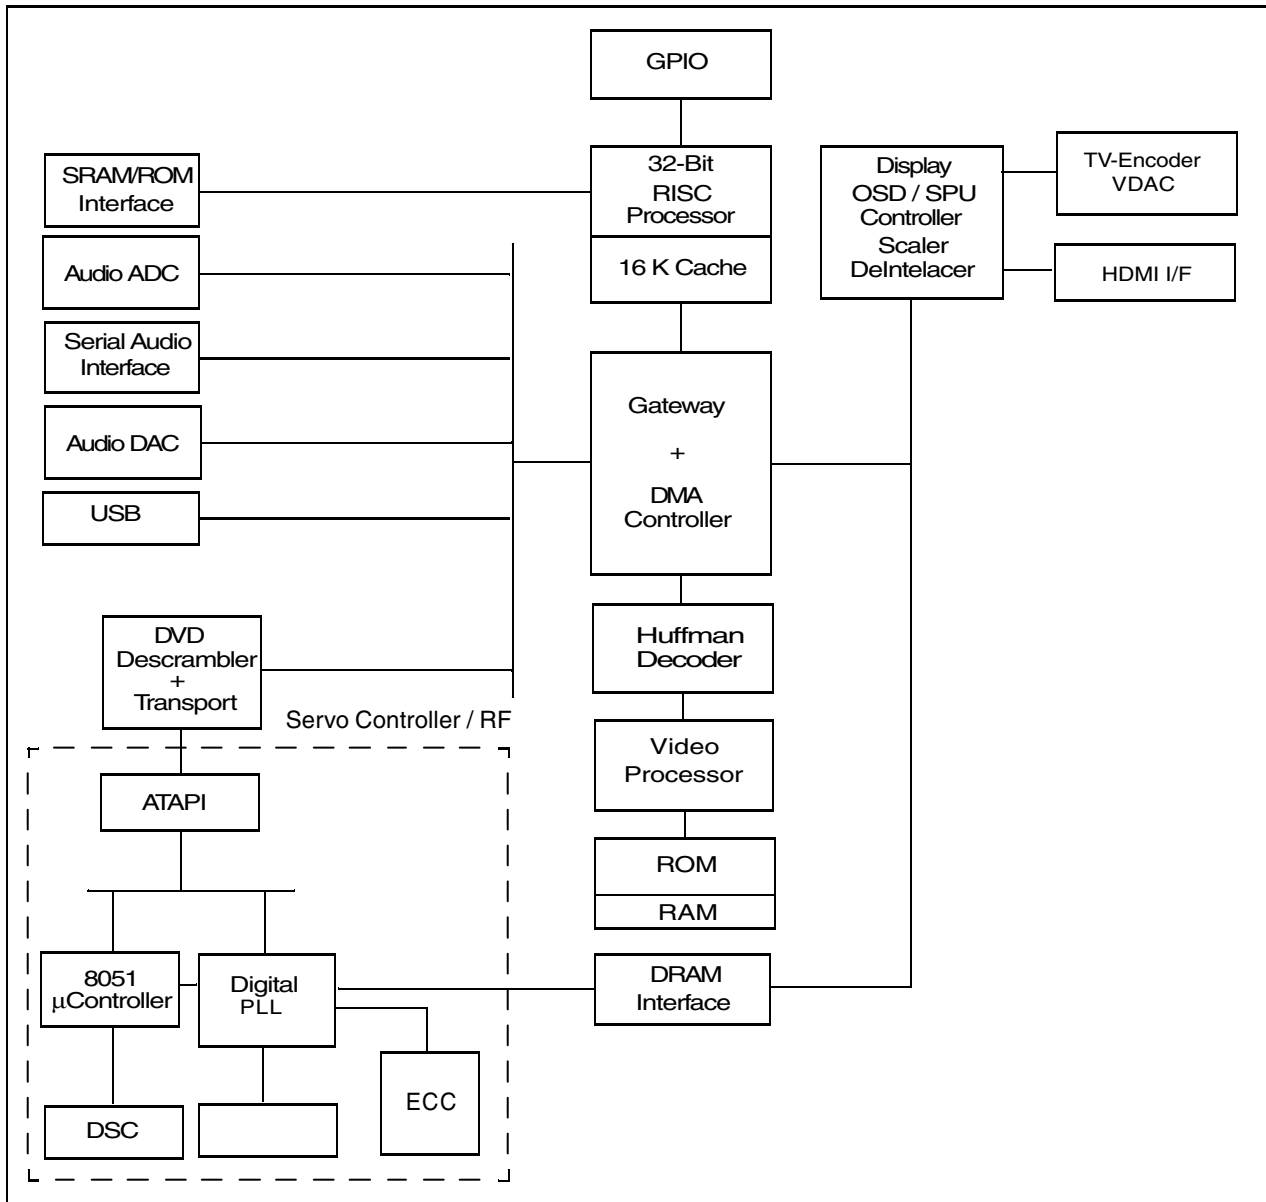 GPIO
32-Bit
RISC
Processor
16 K Cache
SRAM/ROM
Interface
Audio ADC
Serial Audio
Interface
Audio DAC
USB
Display
OSD / SPU
Controller
Scaler
DeIntelacer
TV-Encoder
VDAC
HDMI I/F
Gateway
+
DMA
Controller
Huffman
Decoder
Video
Processor
ROM
RAM
DRAM
Interface
DVD
Descrambler
+
Transport
Servo Controller / RF
ATAPI
8051
µController
Digital
PLL
ECC
DSC